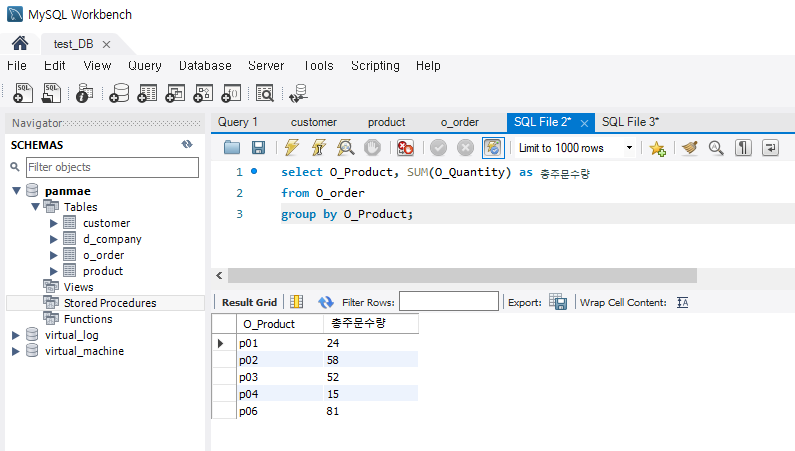 MySQL Workbench
test_DB
File Edit View Query Database Server Tools Scripting Help
Navigator
SCHEMAS
Filter objects
panmae
Tables
customer
d_company
o_order
product
Views
Stored Procedures
Functions
virtual_log
virtual_machine
Query 1 customer product o_order SQL File 2* SQL File 3*
Limit to 1000 rows
1 select O_Product, SUM(O_Quantity) as 총주문수량
2 from O_order
3 group by O_Product;
Result Grid Filter Rows: Export: Wrap Cell Content:
O_Product 총주문수량
p01 24
p02 58
p03 52
p04 15
p06 81